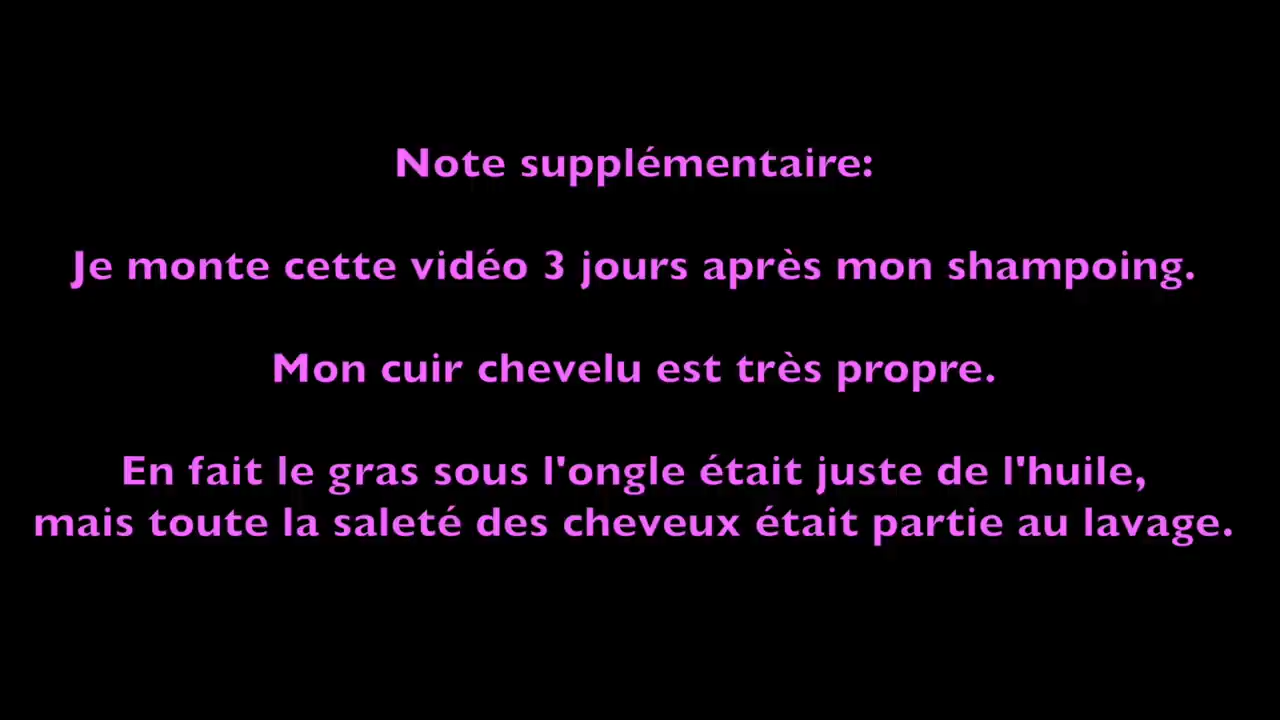 Note supplémentaire:
Je monte cette vidéo 3 jours après mon shampoing.
Mon cuir chevelu est très propre.
En fait le gras sous l'ongle était juste de l'huile,
mais toute la saleté des cheveux était partie au lavage.